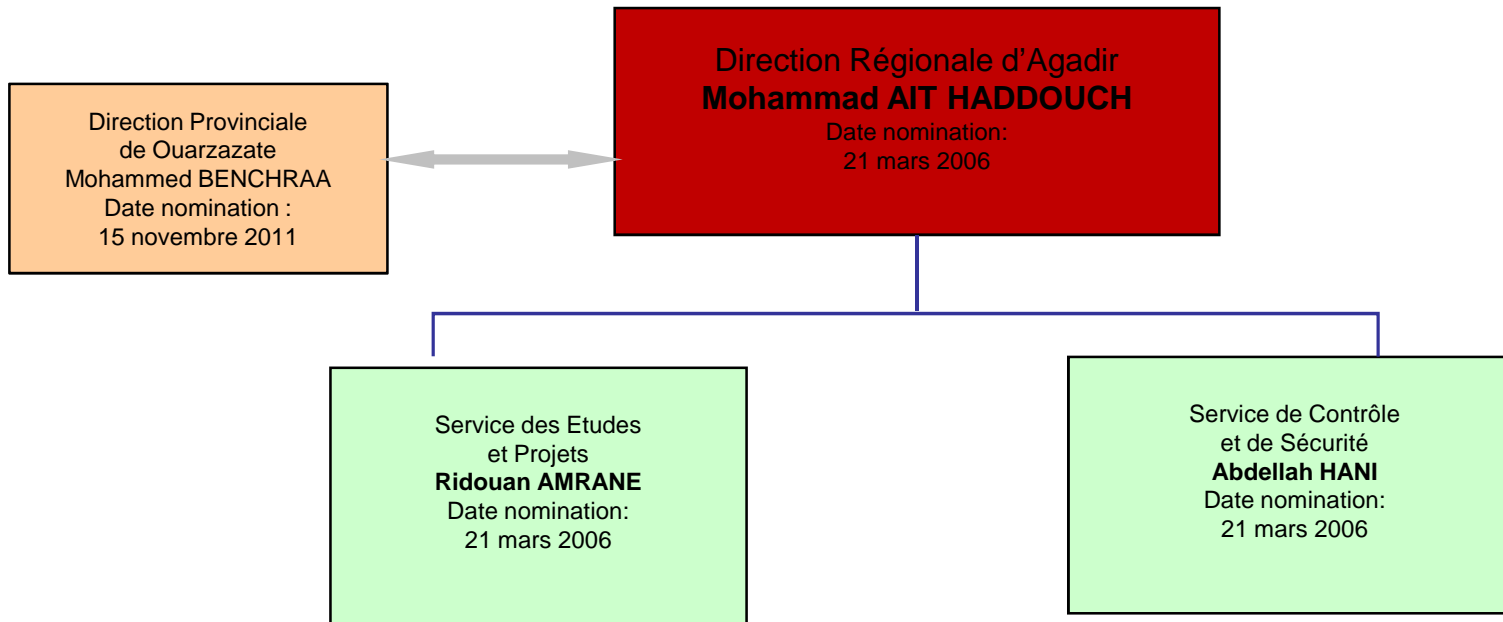 Direction Régionale d’Agadir
Mohammad AIT HADDOUCH
Date nomination:
21 mars 2006
Direction Provinciale
de Ouarzazate
Mohammed BENCHRAA
Date nomination :
15 novembre 2011
Service des Etudes
et Projets
Ridouan AMRANE
Date nomination:
21 mars 2006
Service de Contrôle
et de Sécurité
Abdellah HANI
Date nomination:
21 mars 2006